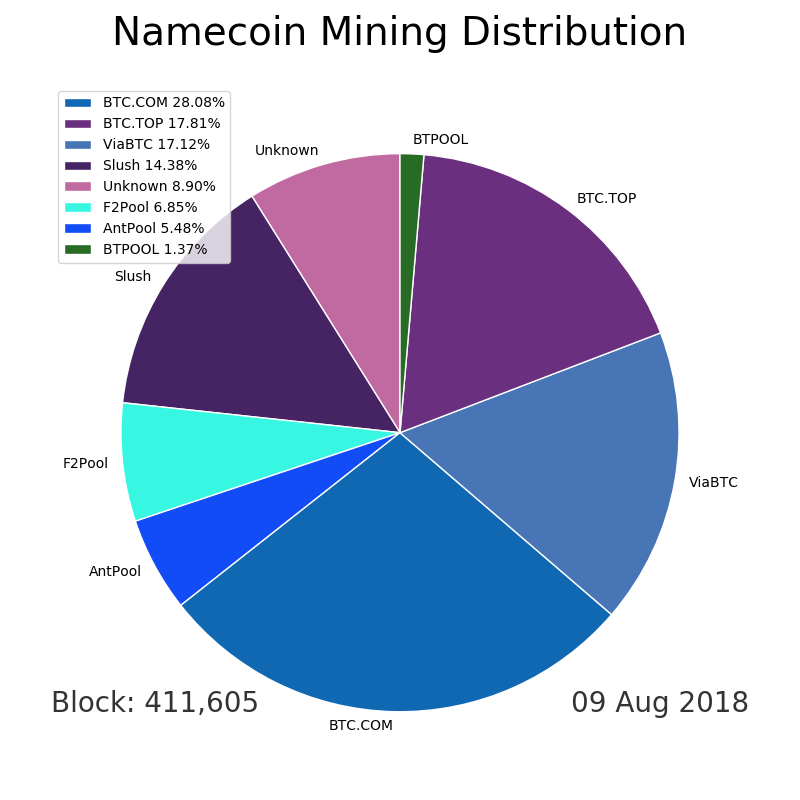 Namecoin Mining Distribution
BTC.COM 28.08%
BTC.TOP 17.81%
ViaBTC 17.12%
Slush 14.38%
Unknown 8.90%
F2Pool 6.85%
AntPool 5.48%
BTPOOL 1.37%
BTPOOL
Unknown
BTC.TOP
Slush
F2Pool
ViaBTC
AntPool
BTC.COM
Block: 411,605
09 Aug 2018